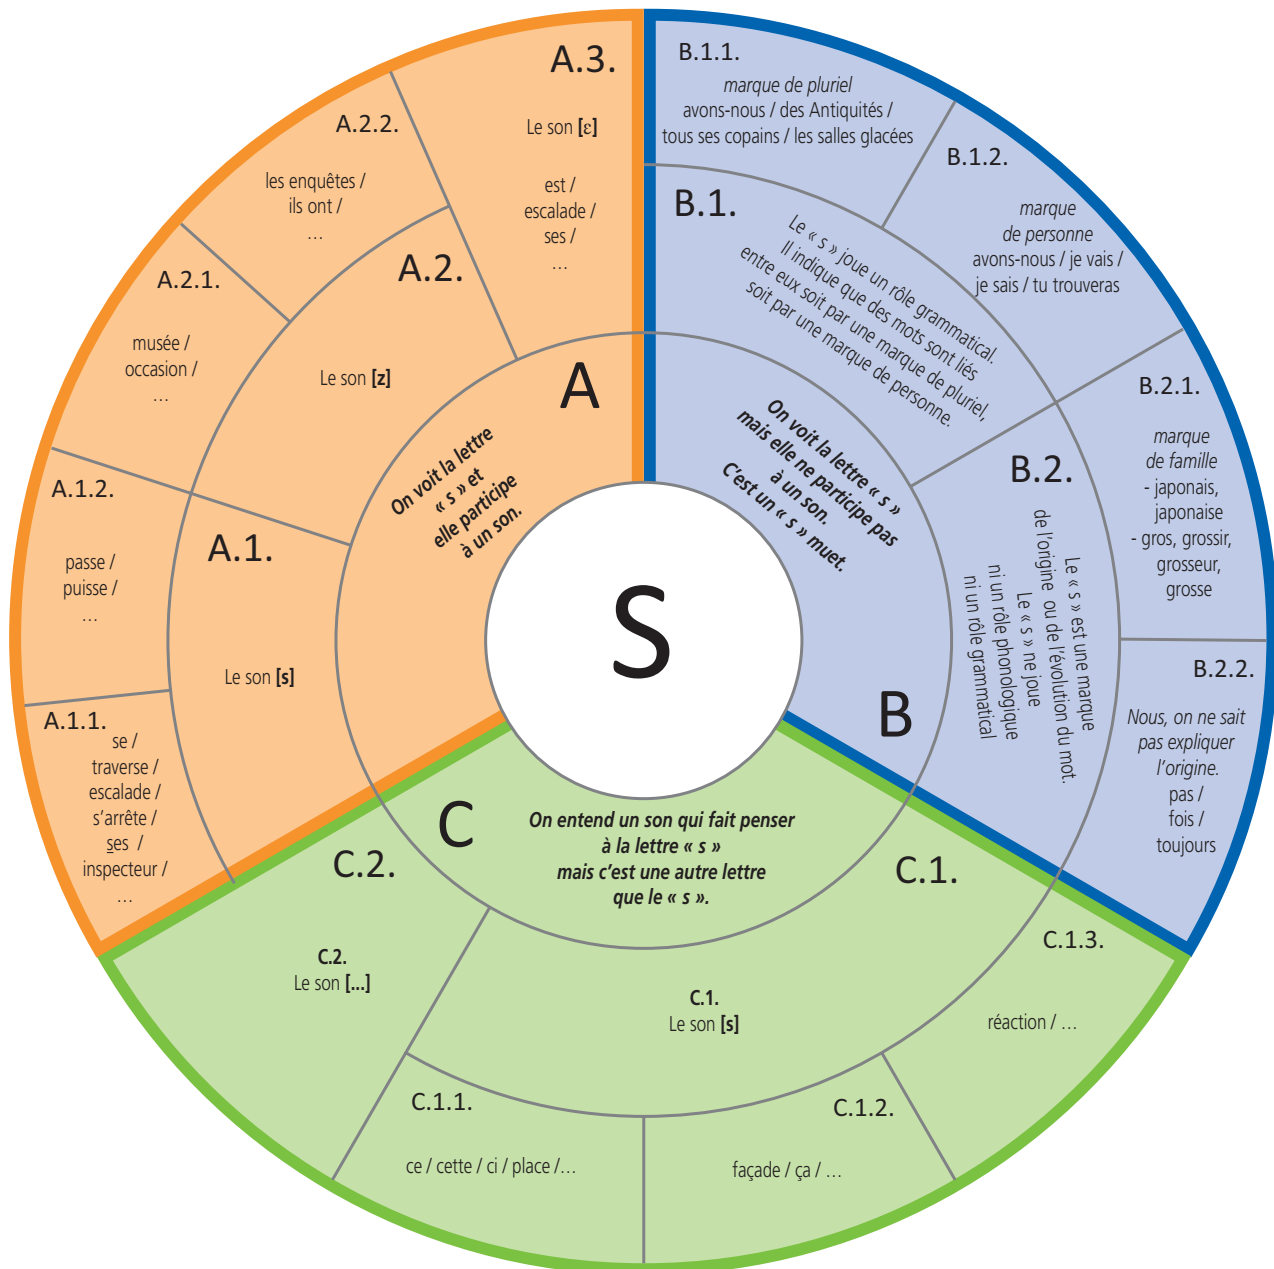 S
A
On voit la lettre
« s » et
elle participe
à un son.
A.1.
Le son [s]
A.1.1.
se /
traverse /
escalade /
s’arrête /
ses /
inspecteur /
…
A.1.2.
passe /
puisse /
…
A.2.
Le son [z]
A.2.1.
musée /
occasion /
…
A.2.2.
les enquêtes /
ils ont /
…
A.3.
Le son [ε]
est /
escalade /
ses /
…
B
On voit la lettre « s »
mais elle ne participe pas
à un son.
C’est un « s » muet.
B.1.
Le « s » joue un rôle grammatical.
Il indique que des mots sont liés
entre eux soit par une marque de pluriel,
soit par une marque de personne.
B.1.1.
marque de pluriel
avons-nous / des Antiquités /
tous ses copains / les salles glacées
B.1.2.
marque
de personne
avons-nous / je vais /
je sais / tu trouveras
B.2.
Le « s » est une marque
de l’origine ou de l’évolution du mot.
Le « s » ne joue
ni un rôle phonologique
ni un rôle grammatical
B.2.1.
marque
de famille
- japonais,
japonaise
- gros, grossir,
grosseur,
grosse
B.2.2.
Nous, on ne sait
pas expliquer
l’origine.
pas /
fois /
toujours
C
On entend un son qui fait penser
à la lettre « s »
mais c’est une autre lettre
que le « s ».
C.1.
C.1.
Le son [s]
C.1.1.
ce / cette / ci / place /…
C.1.2.
façade / ça / …
C.1.3.
réaction / …
C.2.
C.2.
Le son [...]